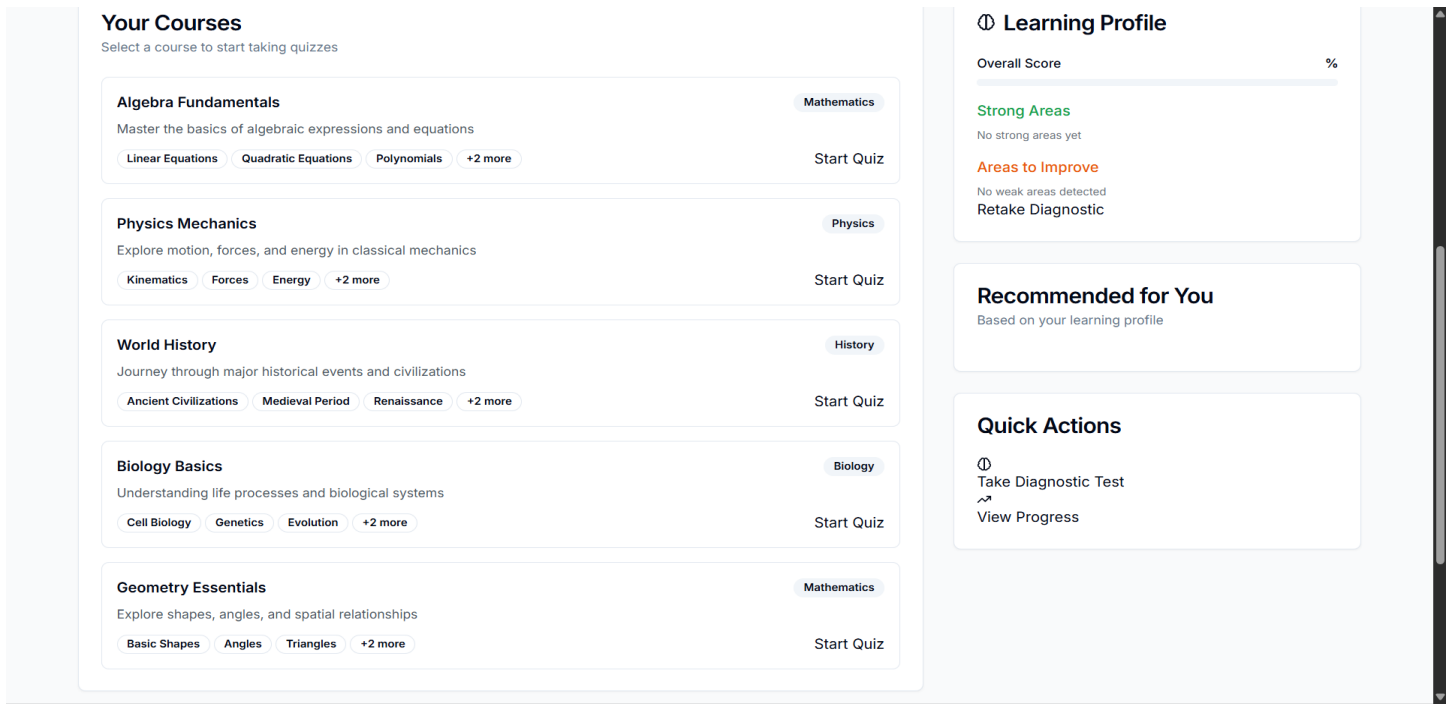 Your Courses
Select a course to start taking quizzes
Algebra Fundamentals
Mathematics
Master the basics of algebraic expressions and equations
Linear Equations Quadratic Equations Polynomials +2 more
Start Quiz
Physics Mechanics
Physics
Explore motion, forces, and energy in classical mechanics
Kinematics Forces Energy +2 more
Start Quiz
World History
History
Journey through major historical events and civilizations
Ancient Civilizations Medieval Period Renaissance +2 more
Start Quiz
Biology Basics
Biology
Understanding life processes and biological systems
Cell Biology Genetics Evolution +2 more
Start Quiz
Geometry Essentials
Mathematics
Explore shapes, angles, and spatial relationships
Basic Shapes Angles Triangles +2 more
Start Quiz
Learning Profile
Overall Score %
Strong Areas
No strong areas yet
Areas to Improve
No weak areas detected
Retake Diagnostic
Recommended for You
Based on your learning profile
Quick Actions
Take Diagnostic Test
View Progress